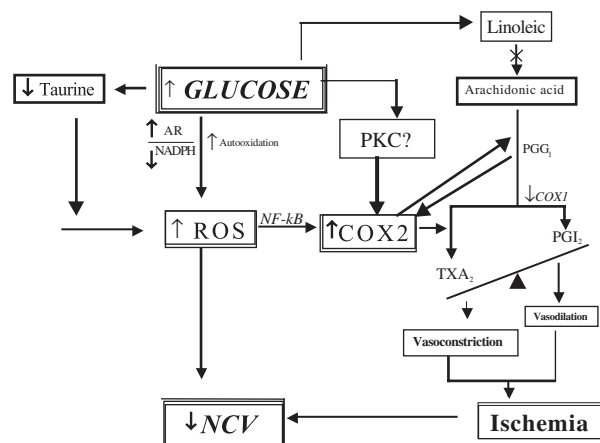 Linoleic
↓ Taurine
↑ GLUCOSE
Arachidonic acid
↑ AR
↓ NADPH
↑ Autooxidation
PKC?
PGG1
↑ ROS
NF-kB
↑COX2
↓COX1
TXA2
PGI2
Vasoconstriction
Vasodilation
↓ NCV
Ischemia